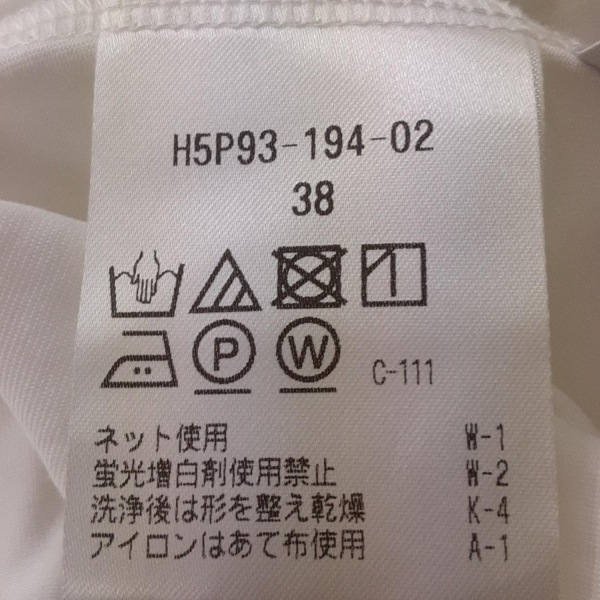 H5P93-194-02
38
P W C-111
ネット使用 W-1
蛍光増白剤使用禁止 W-2
洗浄後は形を整え乾燥 K-4
アイロンはあて布使用 A-1